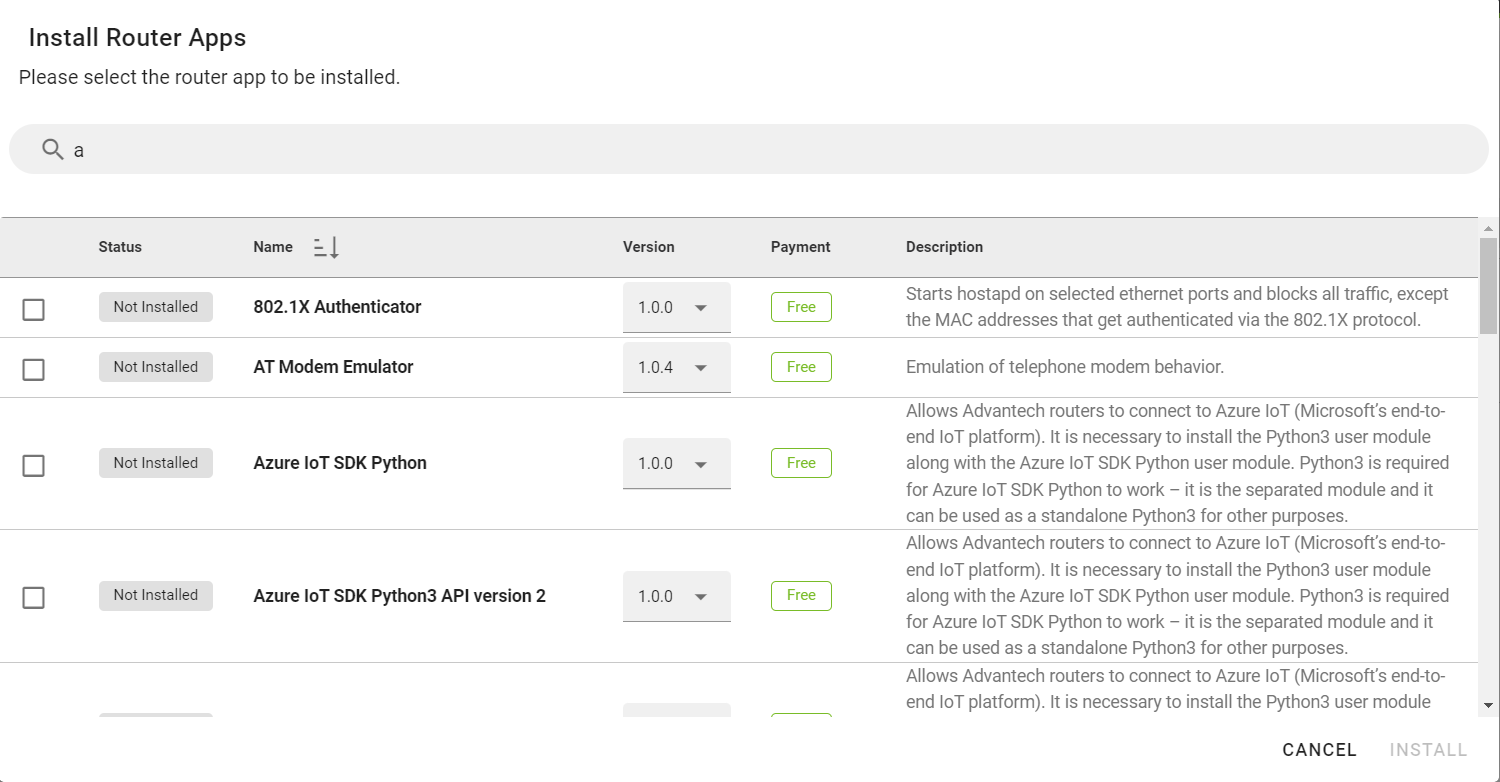 Install Router Apps
Please select the router app to be installed.
a
Status Name Version Payment Description
Not Installed 802.1X Authenticator 1.0.0 Free Starts hostapd on selected ethernet ports and blocks all traffic, except
the MAC addresses that get authenticated via the 802.1X protocol.
Not Installed AT Modem Emulator 1.0.4 Free Emulation of telephone modem behavior.
Allows Advantech routers to connect to Azure IoT (Microsoft’s end-to-
end IoT platform). It is necessary to install the Python3 user module
Not Installed Azure IoT SDK Python 1.0.0 Free along with the Azure IoT SDK Python user module. Python3 is required
for Azure IoT SDK Python to work – it is the separated module and it
can be used as a standalone Python3 for other purposes.
Allows Advantech routers to connect to Azure IoT (Microsoft’s end-to-
end IoT platform). It is necessary to install the Python3 user module
Not Installed Azure IoT SDK Python3 API version 2 1.0.0 Free along with the Azure IoT SDK Python user module. Python3 is required
for Azure IoT SDK Python to work – it is the separated module and it
can be used as a standalone Python3 for other purposes.
Allows Advantech routers to connect to Azure IoT (Microsoft’s end-to-
end IoT platform). It is necessary to install the Python3 user module
CANCEL INSTALL